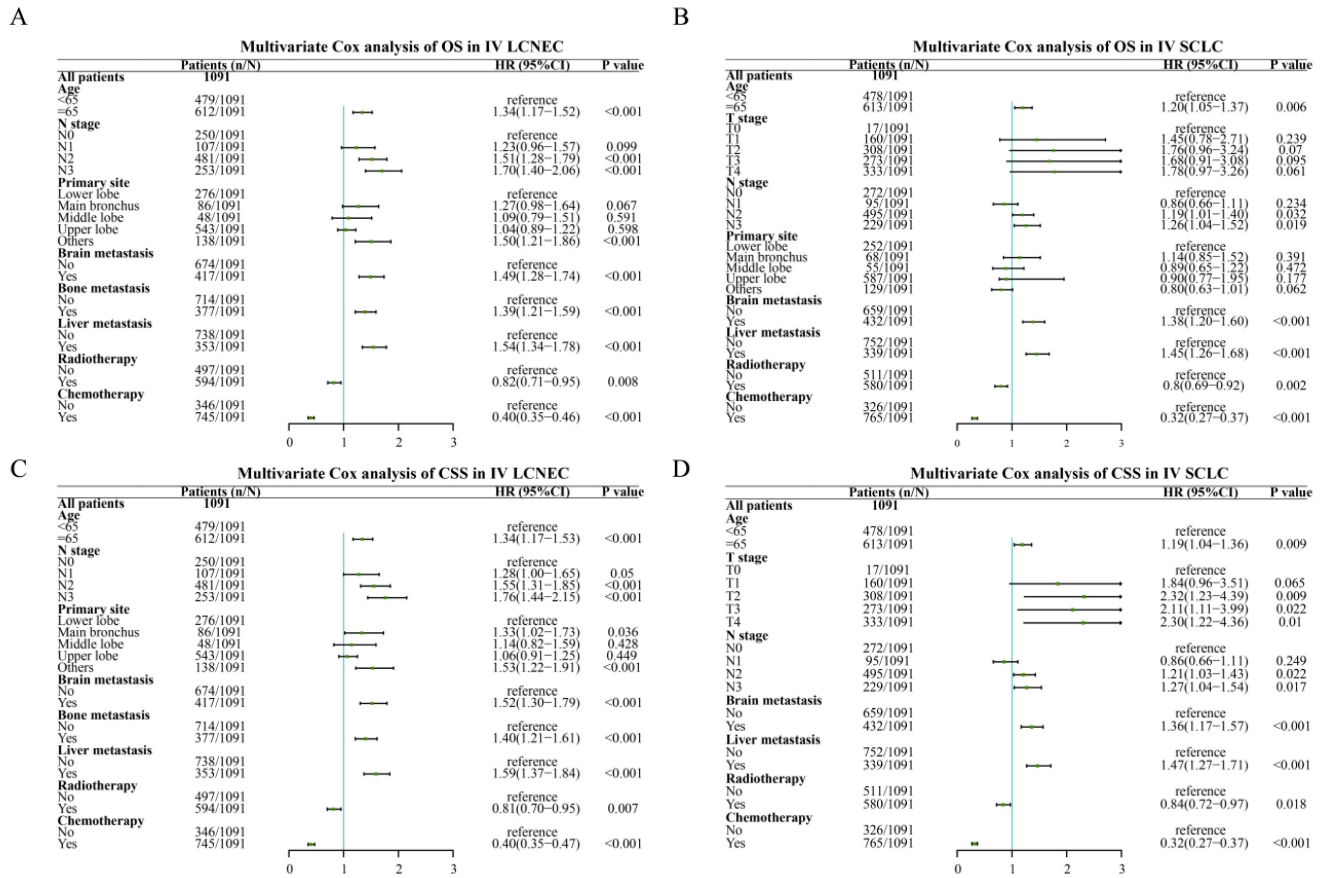 A
Multivariate Cox analysis of OS in IV LCNEC
Patients (n/N) HR (95%CI) P value
All patients 1091
Age
<65 479/1091 reference
=65 612/1091 1.34(1.17−1.52) <0.001
N stage
N0 250/1091 reference
N1 107/1091 1.23(0.96−1.57) 0.099
N2 481/1091 1.51(1.28−1.79) <0.001
N3 253/1091 1.70(1.40−2.06) <0.001
Primary site
Lower lobe 276/1091 reference
Main bronchus 86/1091 1.27(0.98−1.64) 0.067
Middle lobe 48/1091 1.09(0.79−1.51) 0.591
Upper lobe 543/1091 1.04(0.89−1.22) 0.598
Others 138/1091 1.50(1.21−1.86) <0.001
Brain metastasis
No 674/1091 reference
Yes 417/1091 1.49(1.28−1.74) <0.001
Bone metastasis
No 714/1091 reference
Yes 377/1091 1.39(1.21−1.59) <0.001
Liver metastasis
No 738/1091 reference
Yes 353/1091 1.54(1.34−1.78) <0.001
Radiotherapy
No 497/1091 reference
Yes 594/1091 0.82(0.71−0.95) 0.008
Chemotherapy
No 346/1091 reference
Yes 745/1091 0.40(0.35−0.46) <0.001
0 1 2 3
B
Multivariate Cox analysis of OS in IV SCLC
Patients (n/N) HR (95%CI) P value
All patients 1091
Age
<65 478/1091 reference
=65 613/1091 1.20(1.05−1.37) 0.006
T stage
T0 17/1091 reference
T1 160/1091 1.45(0.78−2.71) 0.239
T2 308/1091 1.76(0.96−3.24) 0.07
T3 273/1091 1.68(0.91−3.08) 0.095
T4 333/1091 1.78(0.97−3.26) 0.061
N stage
N0 272/1091 reference
N1 95/1091 0.86(0.66−1.11) 0.234
N2 495/1091 1.19(1.01−1.40) 0.032
N3 229/1091 1.26(1.04−1.52) 0.019
Primary site
Lower lobe 252/1091 reference
Main bronchus 68/1091 1.14(0.85−1.52) 0.391
Middle lobe 55/1091 0.89(0.65−1.22) 0.472
Upper lobe 587/1091 0.90(0.77−1.95) 0.177
Others 129/1091 0.80(0.63−1.01) 0.062
Brain metastasis
No 659/1091 reference
Yes 432/1091 1.38(1.20−1.60) <0.001
Liver metastasis
No 752/1091 reference
Yes 339/1091 1.45(1.26−1.68) <0.001
Radiotherapy
No 511/1091 reference
Yes 580/1091 0.8(0.69−0.92) 0.002
Chemotherapy
No 326/1091 reference
Yes 765/1091 0.32(0.27−0.37) <0.001
0 1 2 3
C
Multivariate Cox analysis of CSS in IV LCNEC
Patients (n/N) HR (95%CI) P value
All patients 1091
Age
<65 479/1091 reference
=65 612/1091 1.34(1.17−1.53) <0.001
N stage
N0 250/1091 reference
N1 107/1091 1.28(1.00−1.65) 0.05
N2 481/1091 1.55(1.31−1.85) <0.001
N3 253/1091 1.76(1.44−2.15) <0.001
Primary site
Lower lobe 276/1091 reference
Main bronchus 86/1091 1.33(1.02−1.73) 0.036
Middle lobe 48/1091 1.14(0.82−1.59) 0.428
Upper lobe 543/1091 1.06(0.91−1.25) 0.449
Others 138/1091 1.53(1.22−1.91) <0.001
Brain metastasis
No 674/1091 reference
Yes 417/1091 1.52(1.30−1.79) <0.001
Bone metastasis
No 714/1091 reference
Yes 377/1091 1.40(1.21−1.61) <0.001
Liver metastasis
No 738/1091 reference
Yes 353/1091 1.59(1.37−1.84) <0.001
Radiotherapy
No 497/1091 reference
Yes 594/1091 0.81(0.70−0.95) 0.007
Chemotherapy
No 346/1091 reference
Yes 745/1091 0.40(0.35−0.47) <0.001
0 1 2 3
D
Multivariate Cox analysis of CSS in IV SCLC
Patients (n/N) HR (95%CI) P value
All patients 1091
Age
<65 478/1091 reference
=65 613/1091 1.19(1.04−1.36) 0.009
T stage
T0 17/1091 reference
T1 160/1091 1.84(0.96−3.51) 0.065
T2 308/1091 2.32(1.23−4.39) 0.009
T3 273/1091 2.11(1.11−3.99) 0.022
T4 333/1091 2.30(1.22−4.36) 0.01
N stage
N0 272/1091 reference
N1 95/1091 0.86(0.66−1.11) 0.249
N2 495/1091 1.21(1.03−1.43) 0.022
N3 229/1091 1.27(1.04−1.54) 0.017
Brain metastasis
No 659/1091 reference
Yes 432/1091 1.36(1.17−1.57) <0.001
Liver metastasis
No 752/1091 reference
Yes 339/1091 1.47(1.27−1.71) <0.001
Radiotherapy
No 511/1091 reference
Yes 580/1091 0.84(0.72−0.97) 0.018
Chemotherapy
No 326/1091 reference
Yes 765/1091 0.32(0.27−0.37) <0.001
0 1 2 3